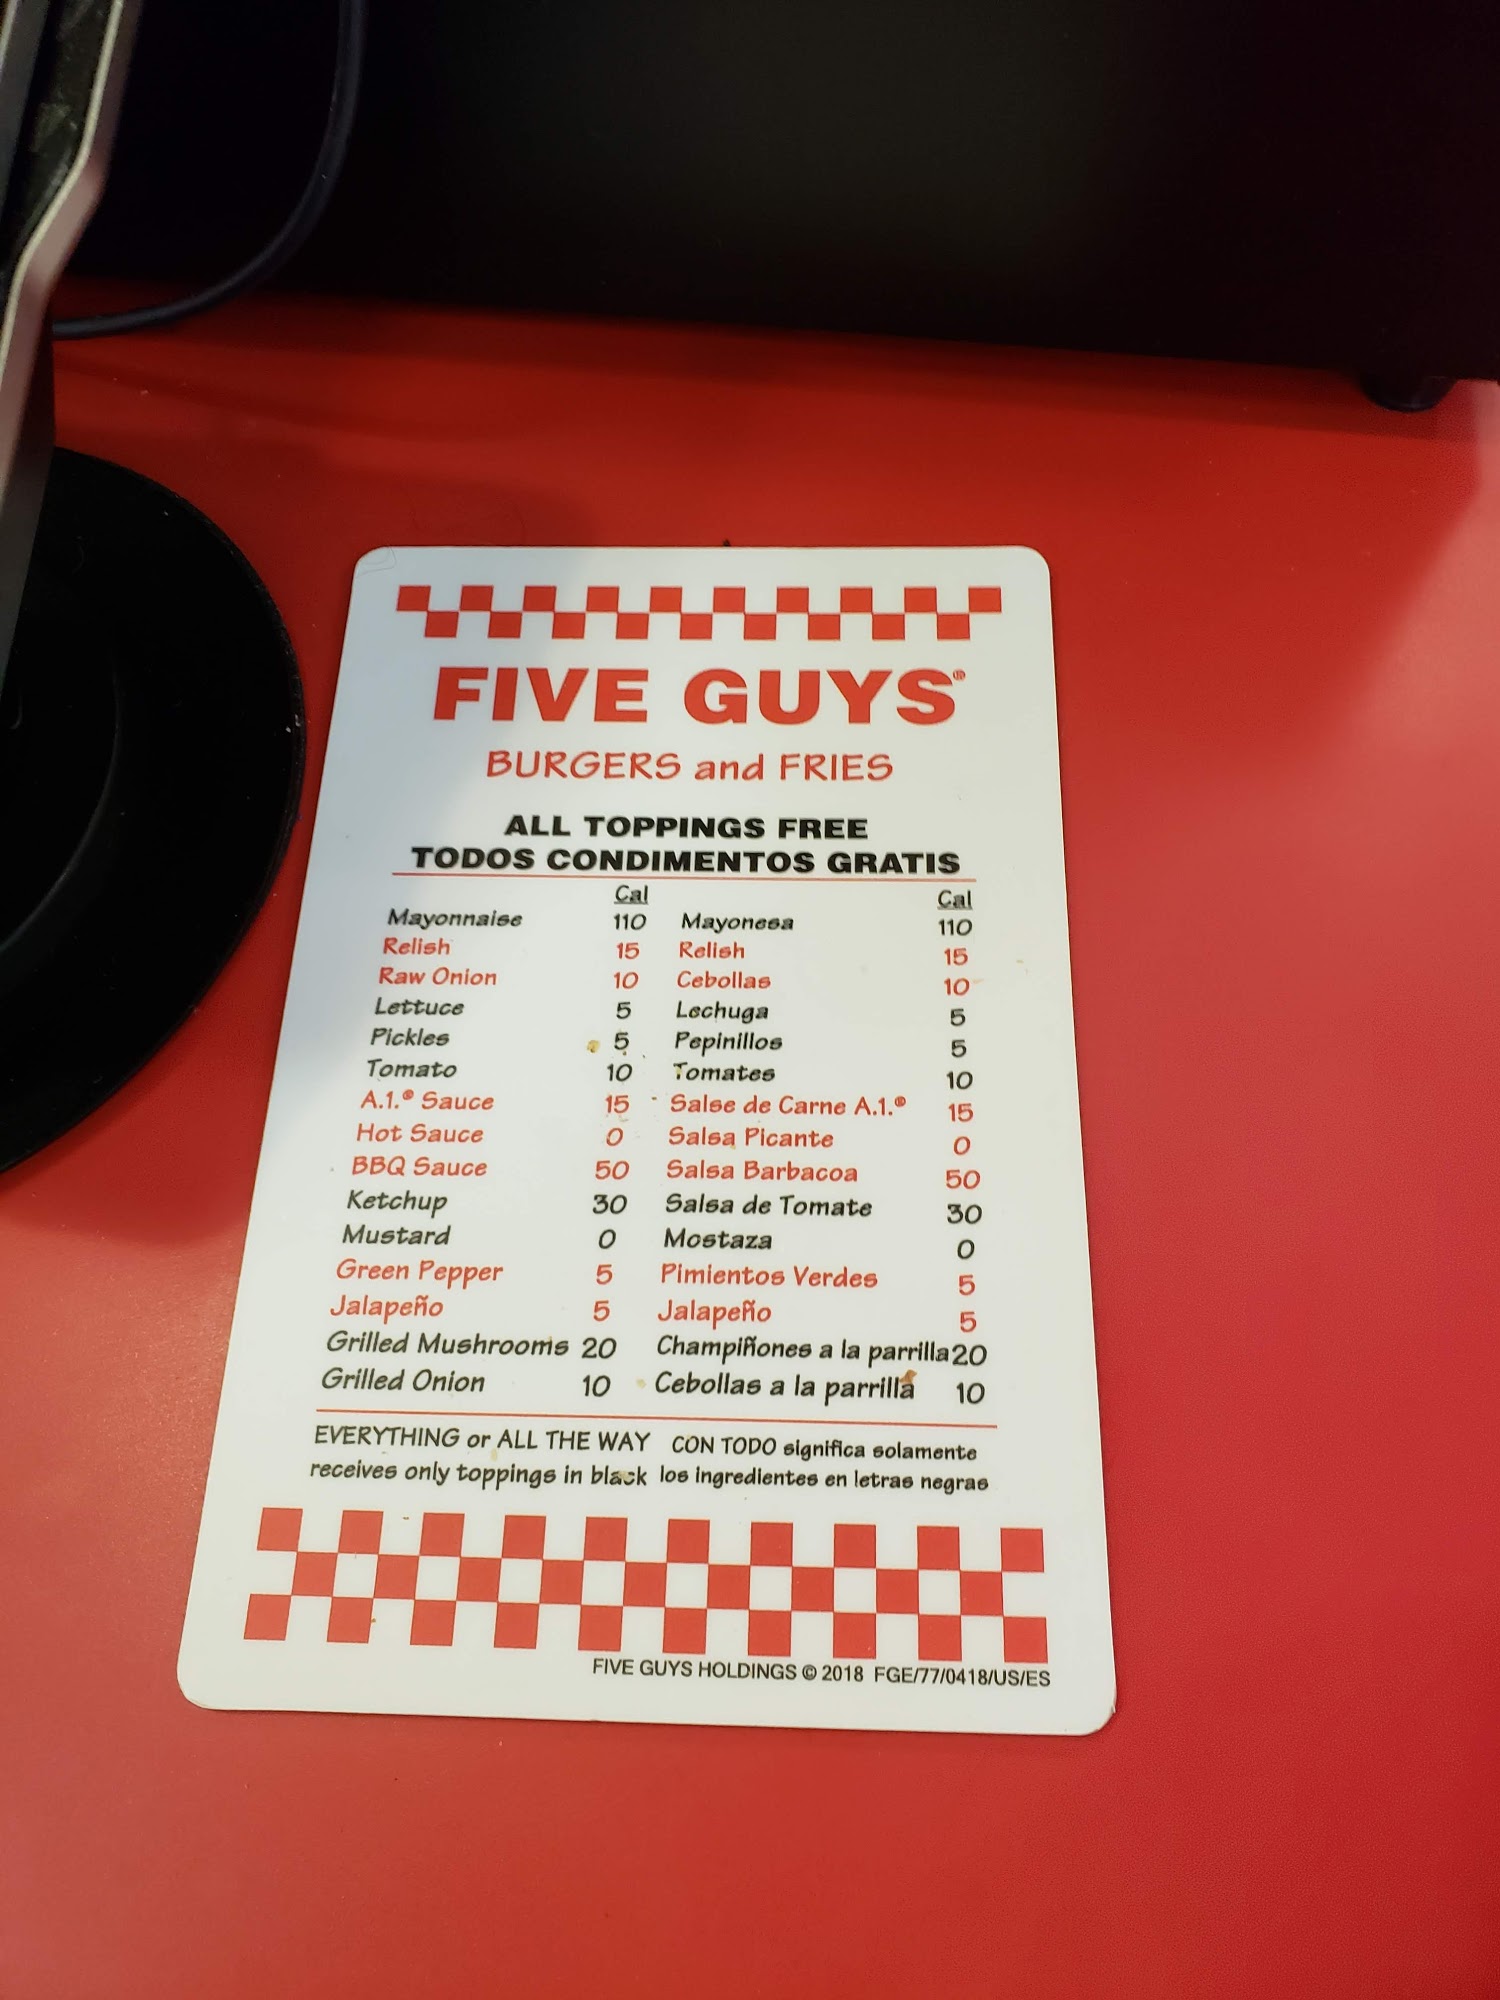 FIVE GUYS®
BURGERS and FRIES
ALL TOPPINGS FREE
TODOS CONDIMENTOS GRATIS
Cal Cal
Mayonnaise 110 Mayonesa 110
Relish 15 Relish 15
Raw Onion 10 Cebollas 10
Lettuce 5 Lechuga 5
Pickles 5 Pepinillos 5
Tomato 10 Tomates 10
A.1.® Sauce 15 Salse de Carne A.1.® 15
Hot Sauce 0 Salsa Picante 0
BBQ Sauce 50 Salsa Barbacoa 50
Ketchup 30 Salsa de Tomate 30
Mustard 0 Mostaza 0
Green Pepper 5 Pimientos Verdes 5
Jalapeño 5 Jalapeño 5
Grilled Mushrooms 20 Champiñones a la parrilla 20
Grilled Onion 10 Cebollas a la parrilla 10
EVERYTHING or ALL THE WAY CON TODO significa solamente
receives only toppings in black los ingredientes en letras negras
FIVE GUYS HOLDINGS © 2018 FGE/77/0418/US/ES